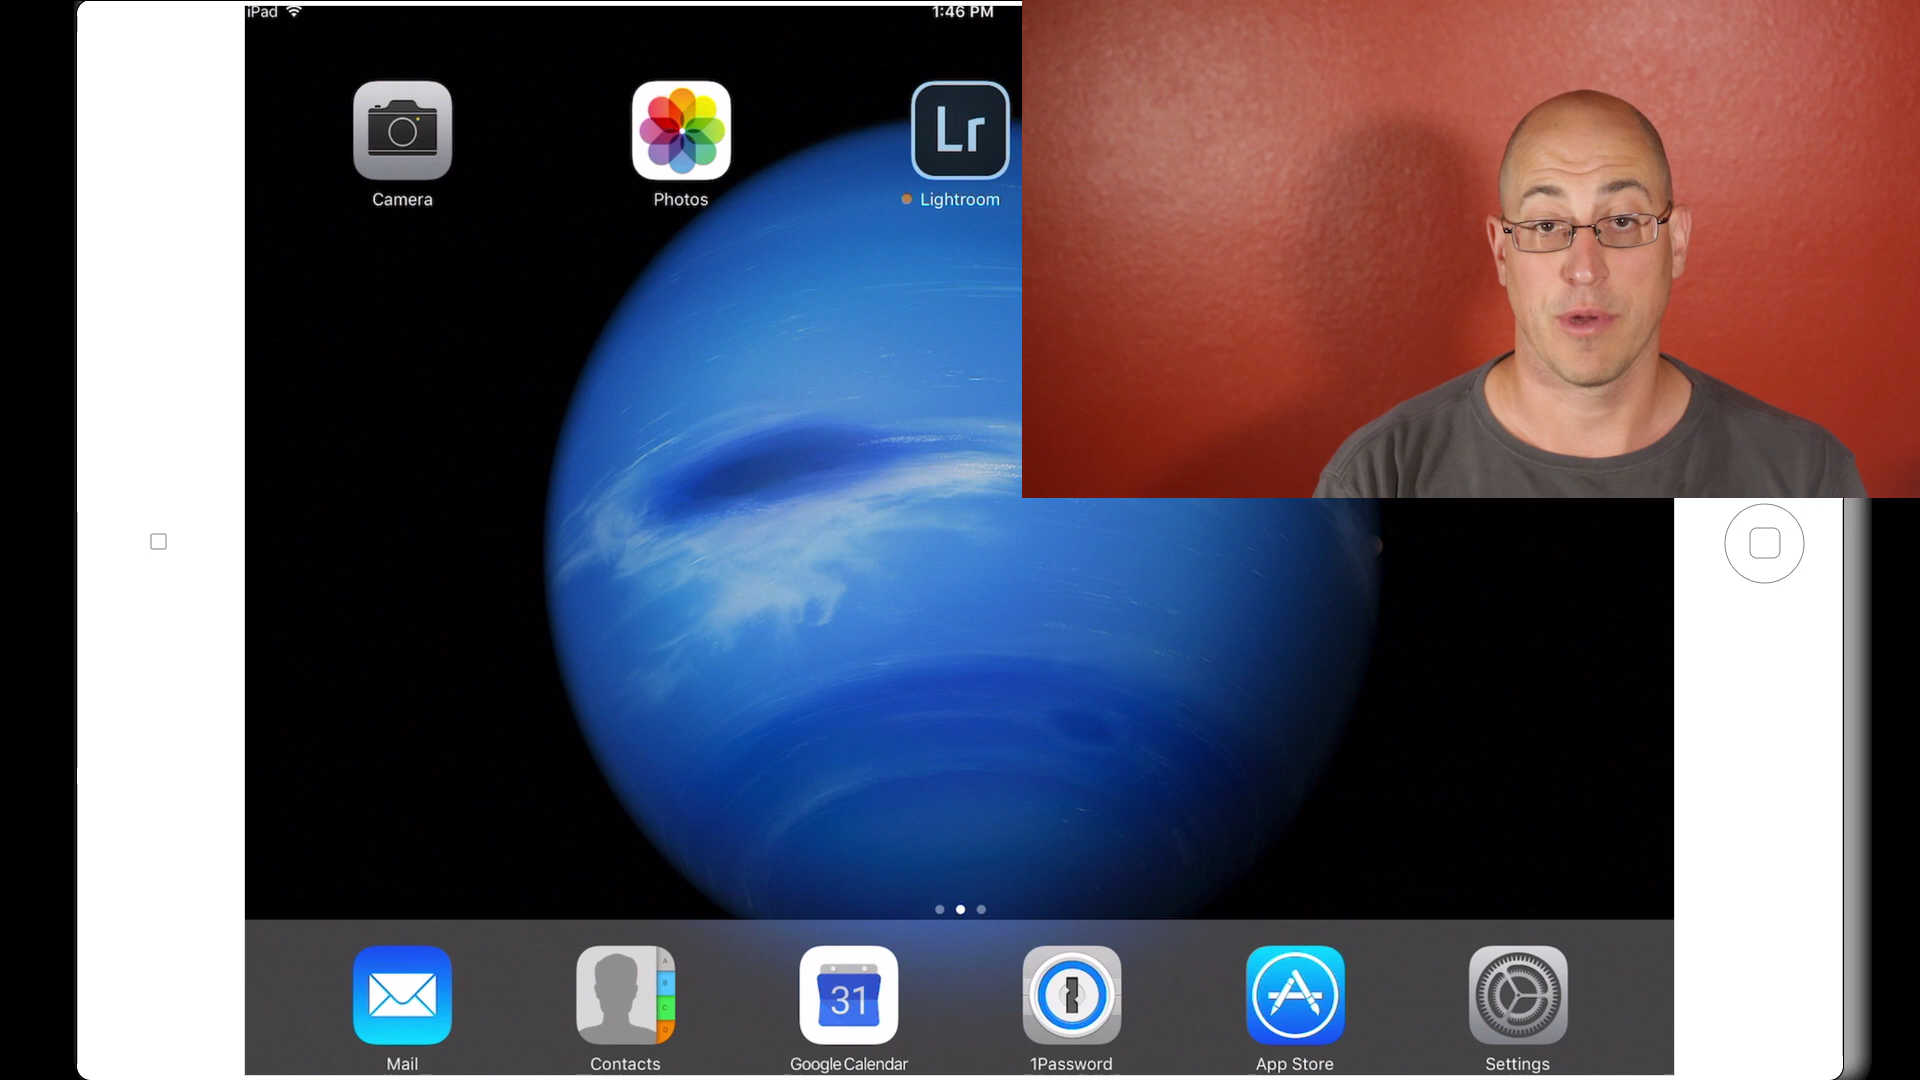 iPad 1:46 PM
Lr
Camera Photos Lightroom
A
B
C
D
31
Mail Contacts Google Calendar 1Password App Store Settings